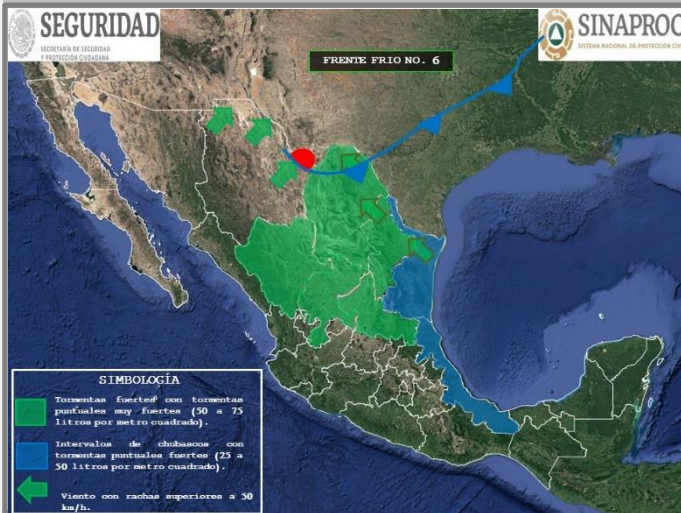 SEGURIDAD
SECRETARÍA DE SEGURIDAD
Y PROTECCIÓN CIUDADANA
SINAPROC
SISTEMA NACIONAL DE PROTECCIÓN CIV
FRENTE FRIO NO. 6
SIMBOLOGÍA
Tormentas fuertes con tormentas
puntuales muy fuertes (50 a 75
litros por metro cuadrado).
Intervalos de chubascos con
tormentas puntuales fuertes (25 a
50 litros por metro cuadrado).
Viento con rachas superiores a 50
km/h.